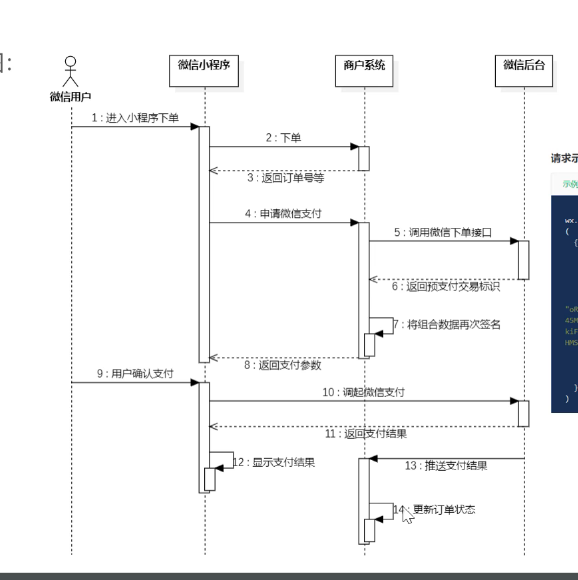 微信小程序
商户系统
微信后台
微信用户
1 : 进入小程序下单
2 : 下单
3 : 返回订单号等
4 : 申请微信支付
5 : 调用微信下单接口
6 : 返回预支付交易标识
7 : 将组合数据再次签名
8 : 返回支付参数
9 : 用户确认支付
10 : 调起微信支付
11 : 返回支付结果
12 : 显示支付结果
13 : 推送支付结果
14 : 更新订单状态
请求示
示例
wx.
(
{
}
)